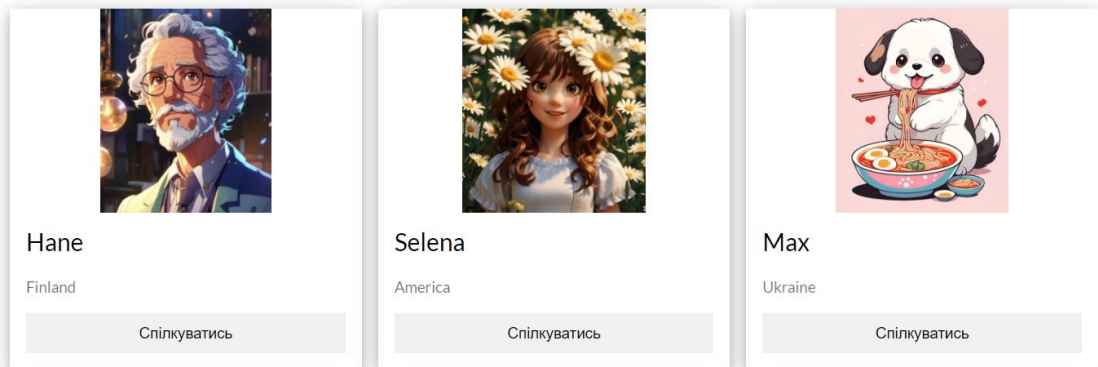 Hane
Finland
Спілкуватись
Selena
America
Спілкуватись
Max
Ukraine
Спілкуватись